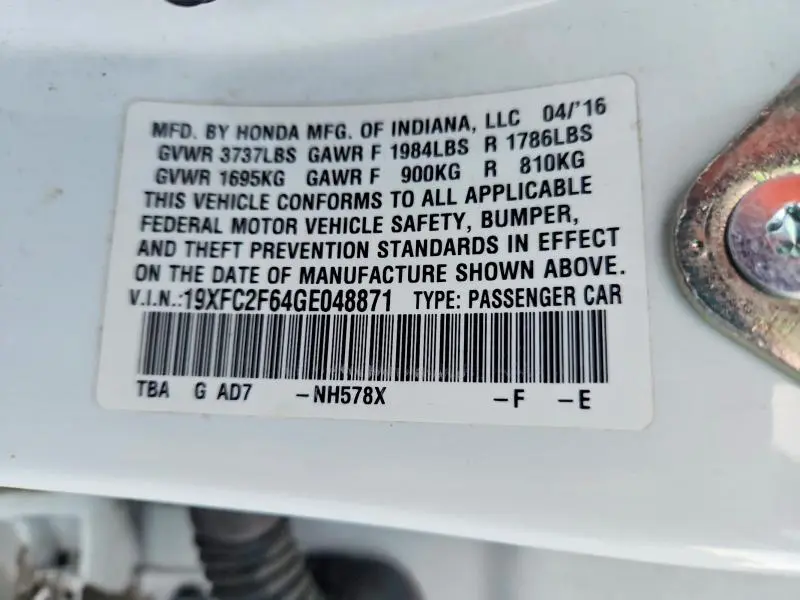 MFD. BY HONDA MFG. OF INDIANA, LLC 04/'16
GVWR 3737LBS GAWR F 1984LBS R 1786LBS
GVWR 1695KG GAWR F 900KG R 810KG
THIS VEHICLE CONFORMS TO ALL APPLICABLE
FEDERAL MOTOR VEHICLE SAFETY, BUMPER,
AND THEFT PREVENTION STANDARDS IN EFFECT
ON THE DATE OF MANUFACTURE SHOWN ABOVE.
V.I.N.:19XFC2F64GE048871 TYPE: PASSENGER CAR
TBA G AD7 -NH578X -F -E